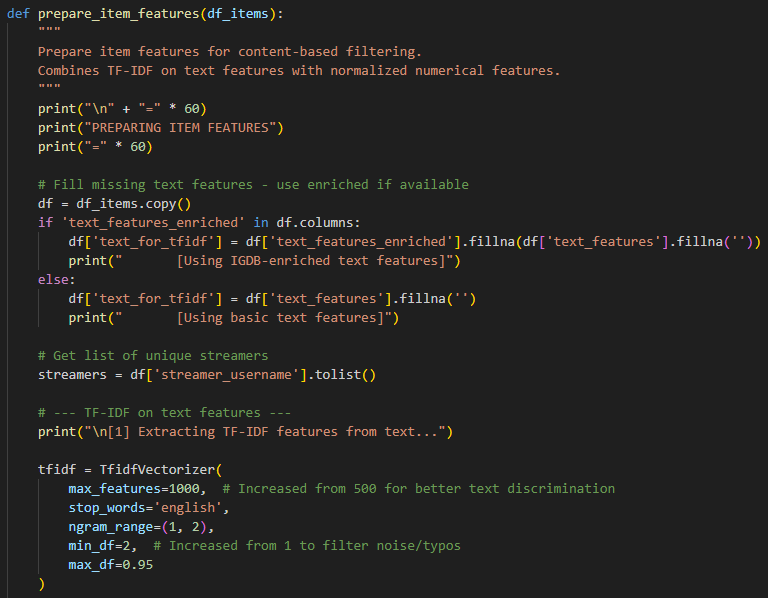 def prepare_item_features(df_items):
    """
    Prepare item features for content-based filtering.
    Combines TF-IDF on text features with normalized numerical features.
    """
    print("\n" + "=" * 60)
    print("PREPARING ITEM FEATURES")
    print("=" * 60)

    # Fill missing text features - use enriched if available
    df = df_items.copy()
    if 'text_features_enriched' in df.columns:
        df['text_for_tfidf'] = df['text_features_enriched'].fillna(df['text_features'].fillna(''))
        print("       [Using IGDB-enriched text features]")
    else:
        df['text_for_tfidf'] = df['text_features'].fillna('')
        print("       [Using basic text features]")

    # Get list of unique streamers
    streamers = df['streamer_username'].tolist()

    # --- TF-IDF on text features ---
    print("\n[1] Extracting TF-IDF features from text...")

    tfidf = TfidfVectorizer(
        max_features=1000,  # Increased from 500 for better text discrimination
        stop_words='english',
        ngram_range=(1, 2),
        min_df=2,  # Increased from 1 to filter noise/typos
        max_df=0.95
    )